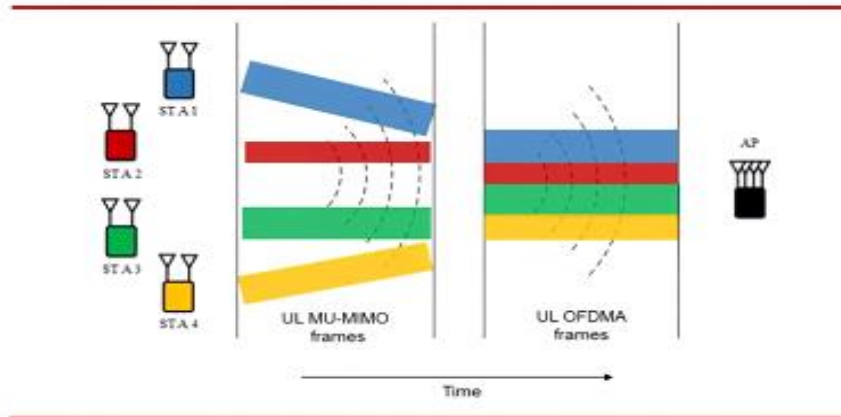 STA 1
STA 2
STA 3
STA 4
AP
UL MU-MIMO
frames
UL OFDMA
frames
Time